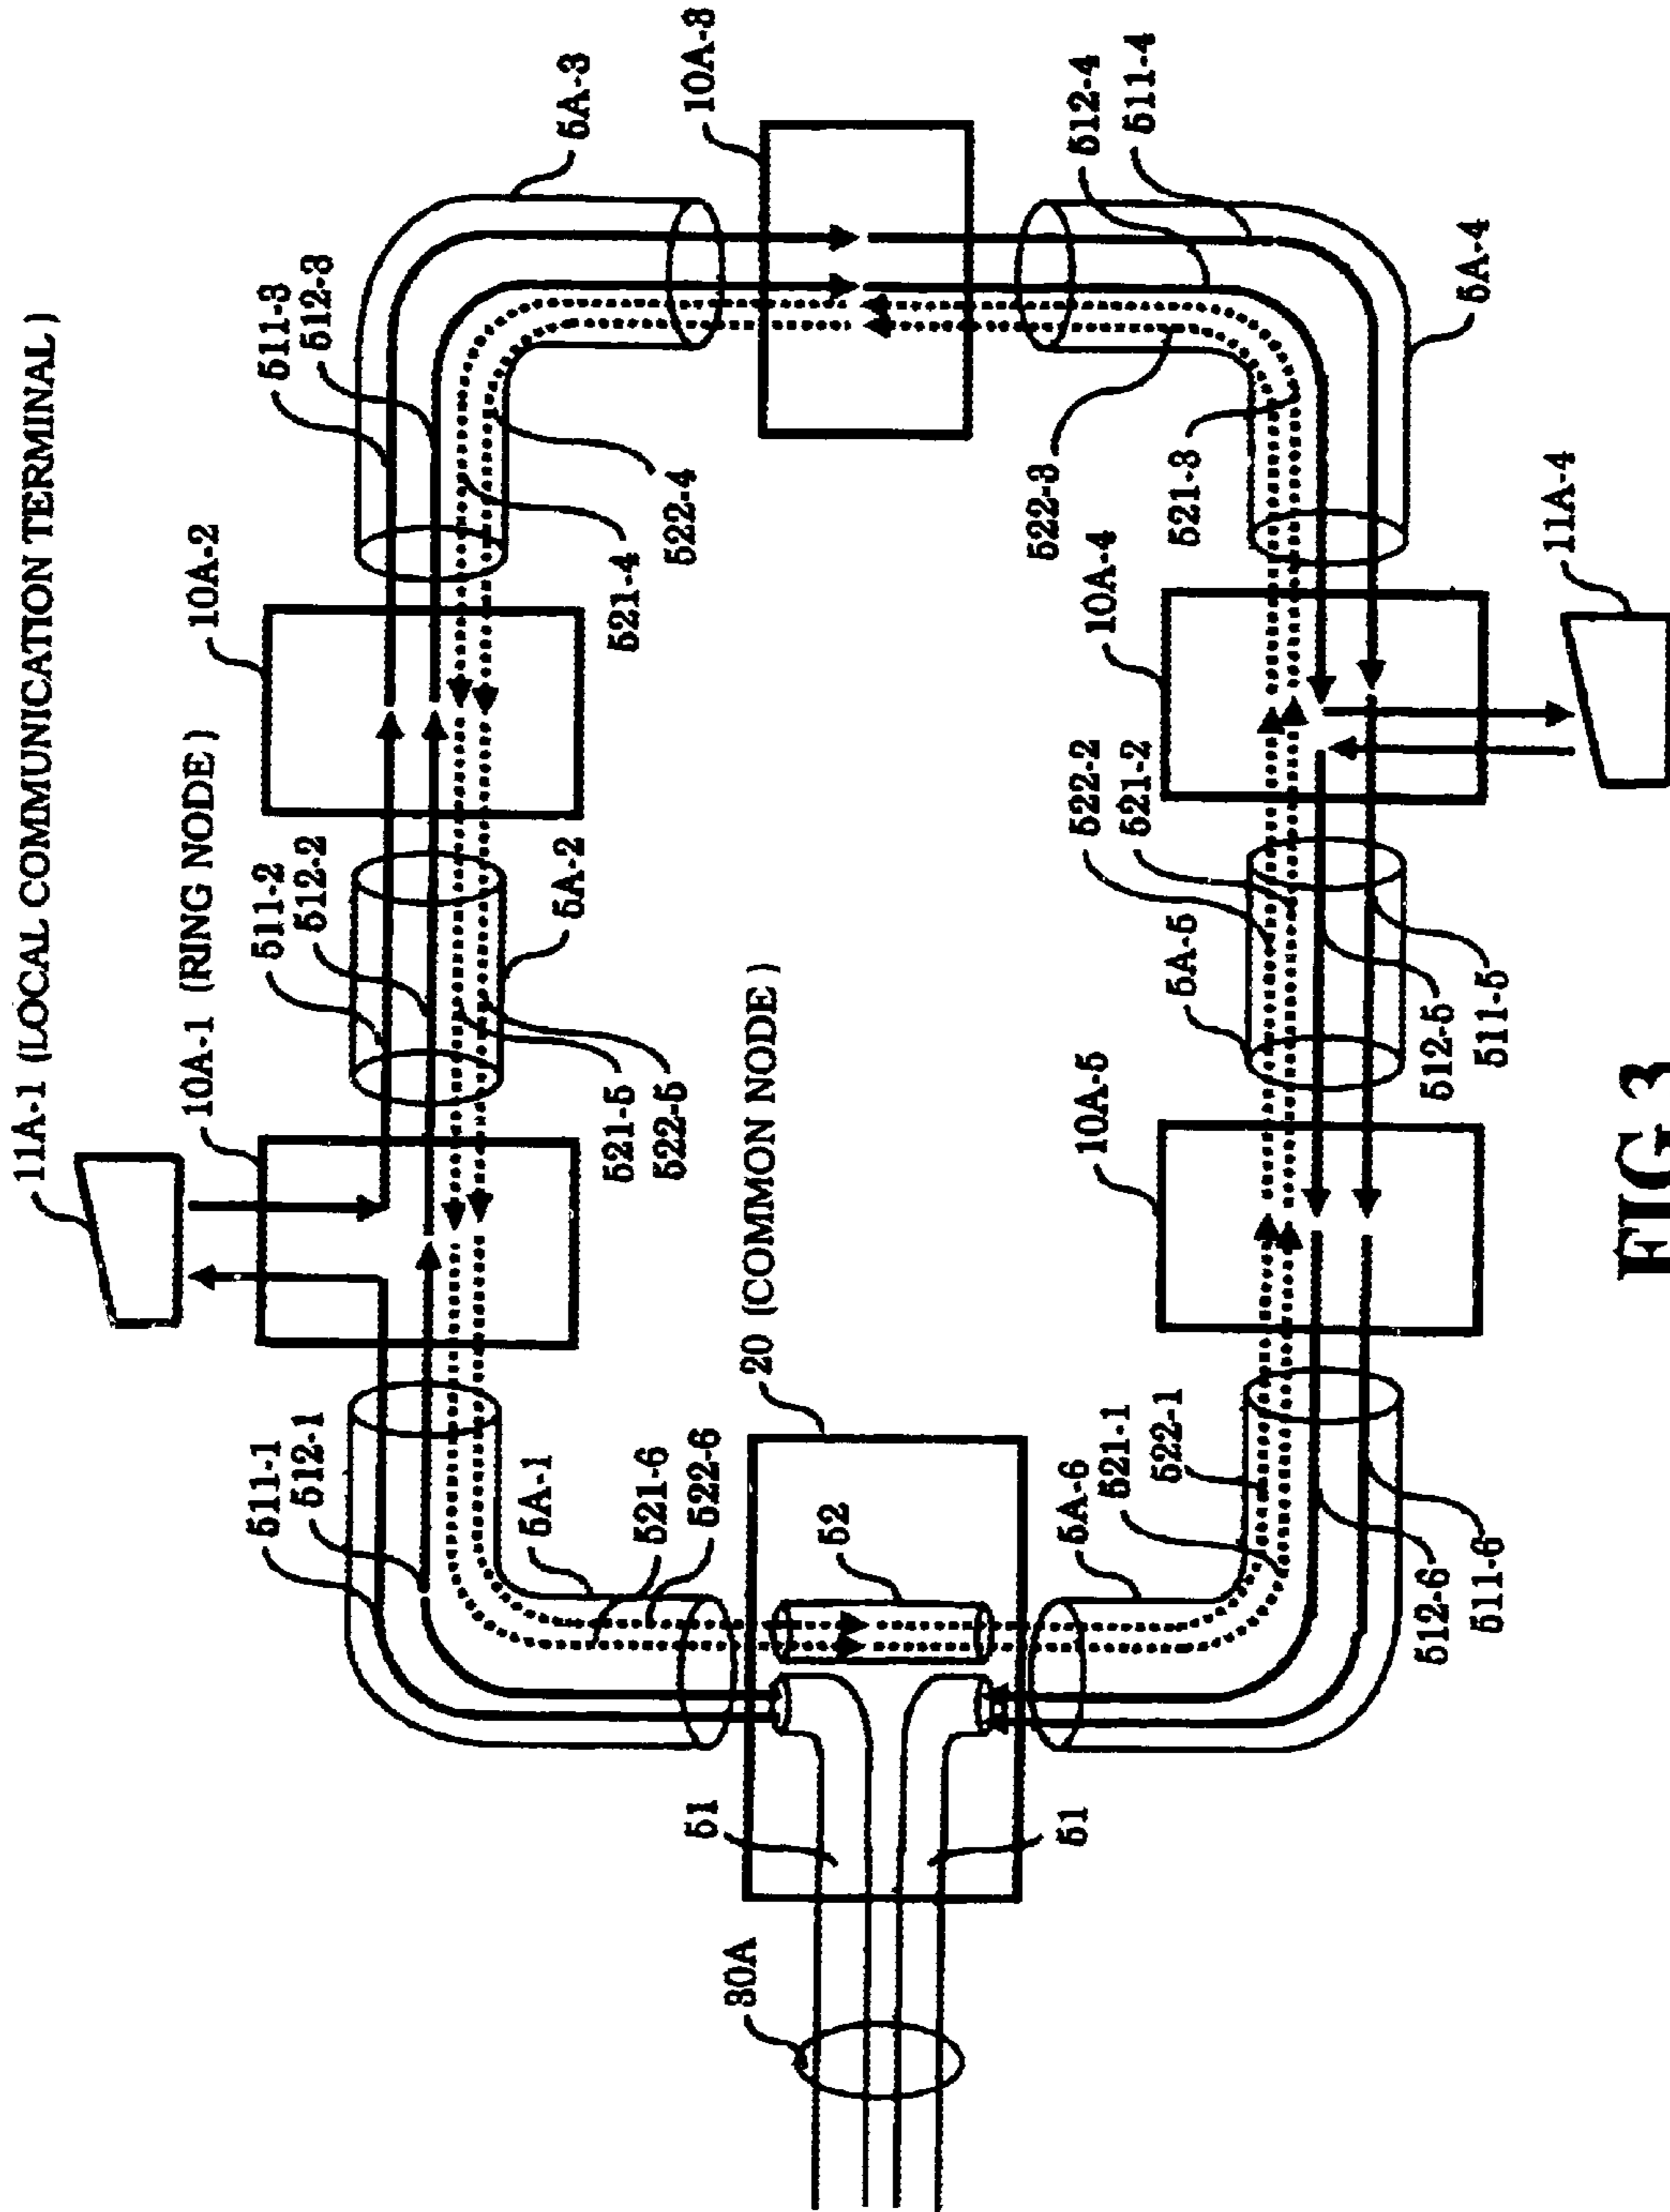 11A-1 (LOCAL COMMUNICATION TERMINAL)
10A-1 (RING NODE)
10A-2
511-1
512-1
511-2
512-2
511-3
512-3
5A-3
5A-1
521-6
522-6
521-5
522-5
5A-2
521-4
522-4
10A-3
80A
51
51
52
20 (COMMON NODE)
5A-6
521-1
522-1
10A-5
5A-5
522-2
521-2
10A-4
522-3
521-3
512-4
511-4
5A-4
512-6
511-6
512-5
511-5
11A-4
FIG 3